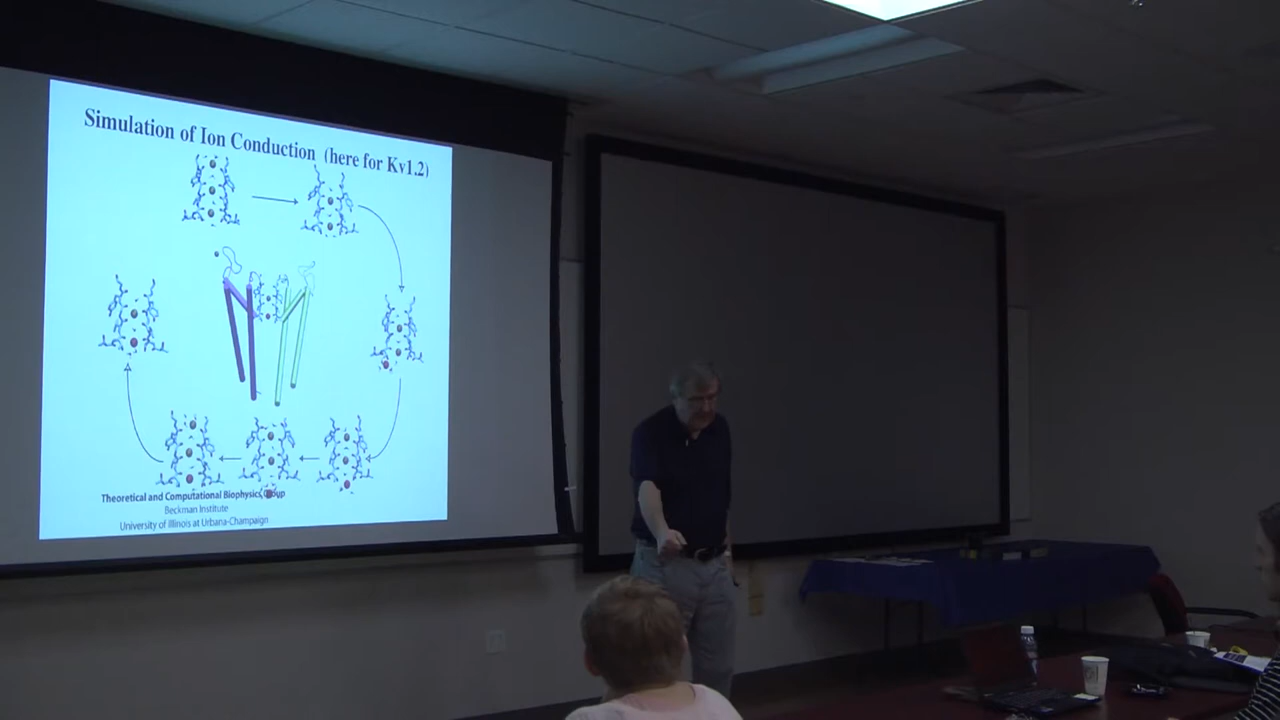 Simulation of Ion Conduction (here for Kv1.2)
Theoretical and Computational Biophysics Group
Beckman Institute
University of Illinois at Urbana-Champaign